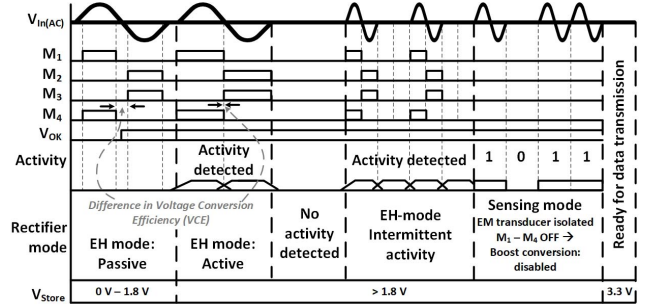 VIn(AC)
M1
M2
M3
M4
VOK
Activity
Activity detected
Activity detected
1 0 1 1
Difference in Voltage Conversion Efficiency (VCE)
Rectifier mode
EH mode: Passive
EH mode: Active
No activity detected
EH-mode Intermittent activity
Sensing mode
EM transducer isolated
M1 – M4 OFF →
Boost conversion: disabled
Ready for data transmission
VStore
0 V – 1.8 V
> 1.8 V
3.3 V